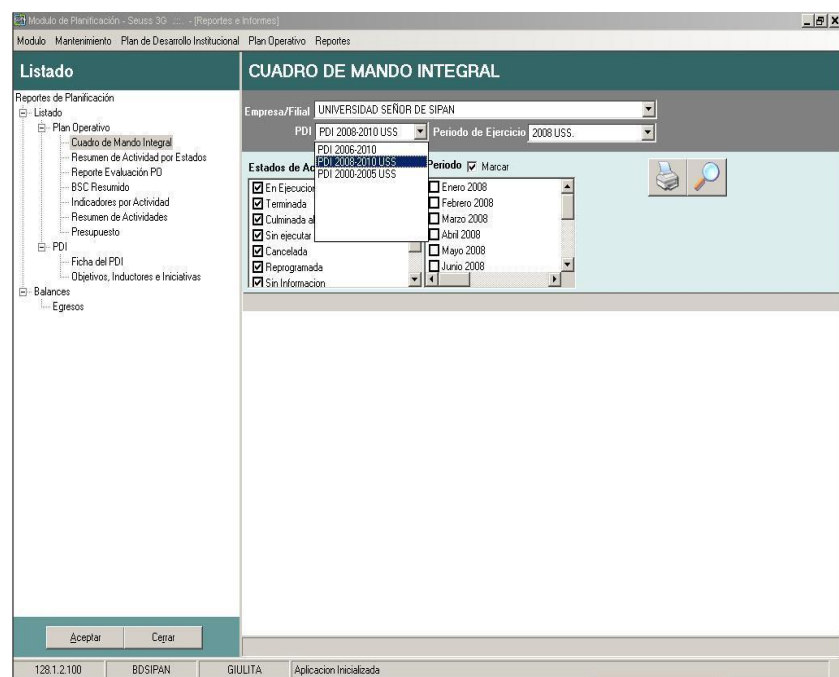 Modulo de Planificación - Seuss 3G .:::. - [Reportes e Informes]
Modulo Mantenimiento Plan de Desarrollo Institucional Plan Operativo Reportes
Listado
CUADRO DE MANDO INTEGRAL
Reportes de Planificación
Listado
Plan Operativo
Cuadro de Mando Integral
Resumen de Actividad por Estados
Reporte Evaluación PO
BSC Resumido
Indicadores por Actividad
Resumen de Actividades
Presupuesto
PDI
Ficha del PDI
Objetivos, Inductores e Iniciativas
Balances
Egresos
Empresa/Filial UNIVERSIDAD SEÑOR DE SIPAN
PDI PDI 2008-2010 USS Periodo de Ejercicio 2008 USS.
PDI 2006-2010
PDI 2008-2010 USS
PDI 2000-2005 USS
Estados de Ac
En Ejecucion
Terminada
Culminada al
Sin ejecutar
Cancelada
Reprogramada
Sin Informacion
Periodo Marcar
Enero 2008
Febrero 2008
Marzo 2008
Abril 2008
Mayo 2008
Junio 2008
Aceptar Cerrar
128.1.2.100 BDSIPAN GIULITA Aplicacion Inicializada